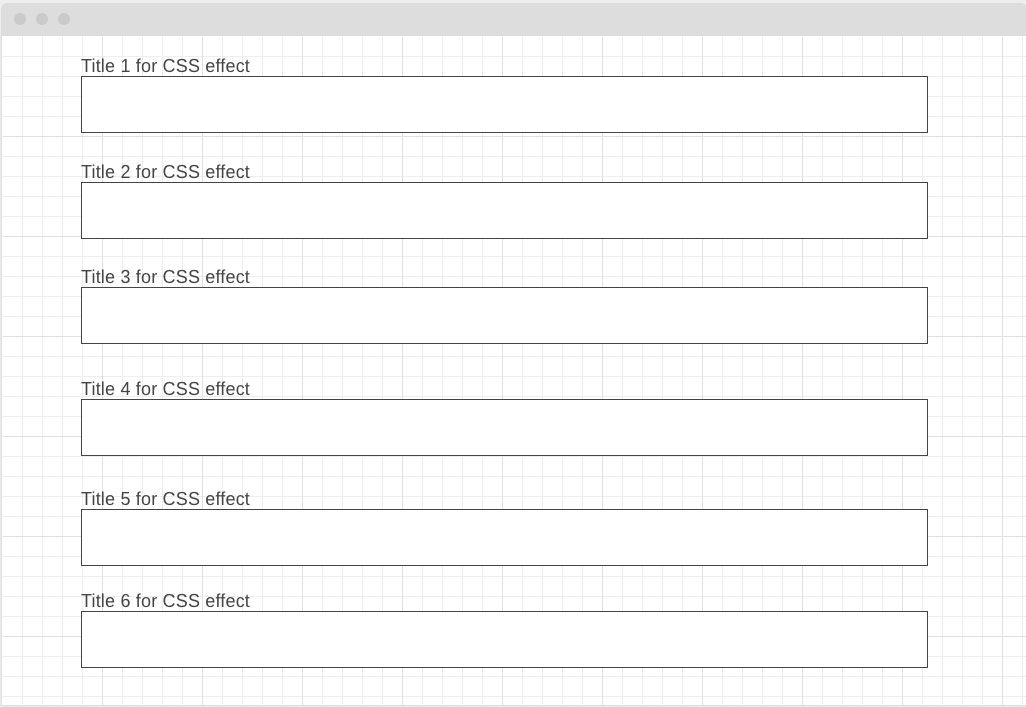 Title 1 for CSS effect
Title 2 for CSS effect
Title 3 for CSS effect
Title 4 for CSS effect
Title 5 for CSS effect
Title 6 for CSS effect